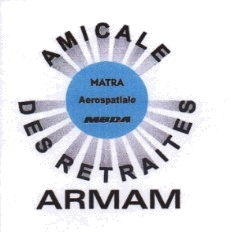 AMICALE
MATRA
Aerospatiale
MBDA
DES RETRAITES
ARMAM